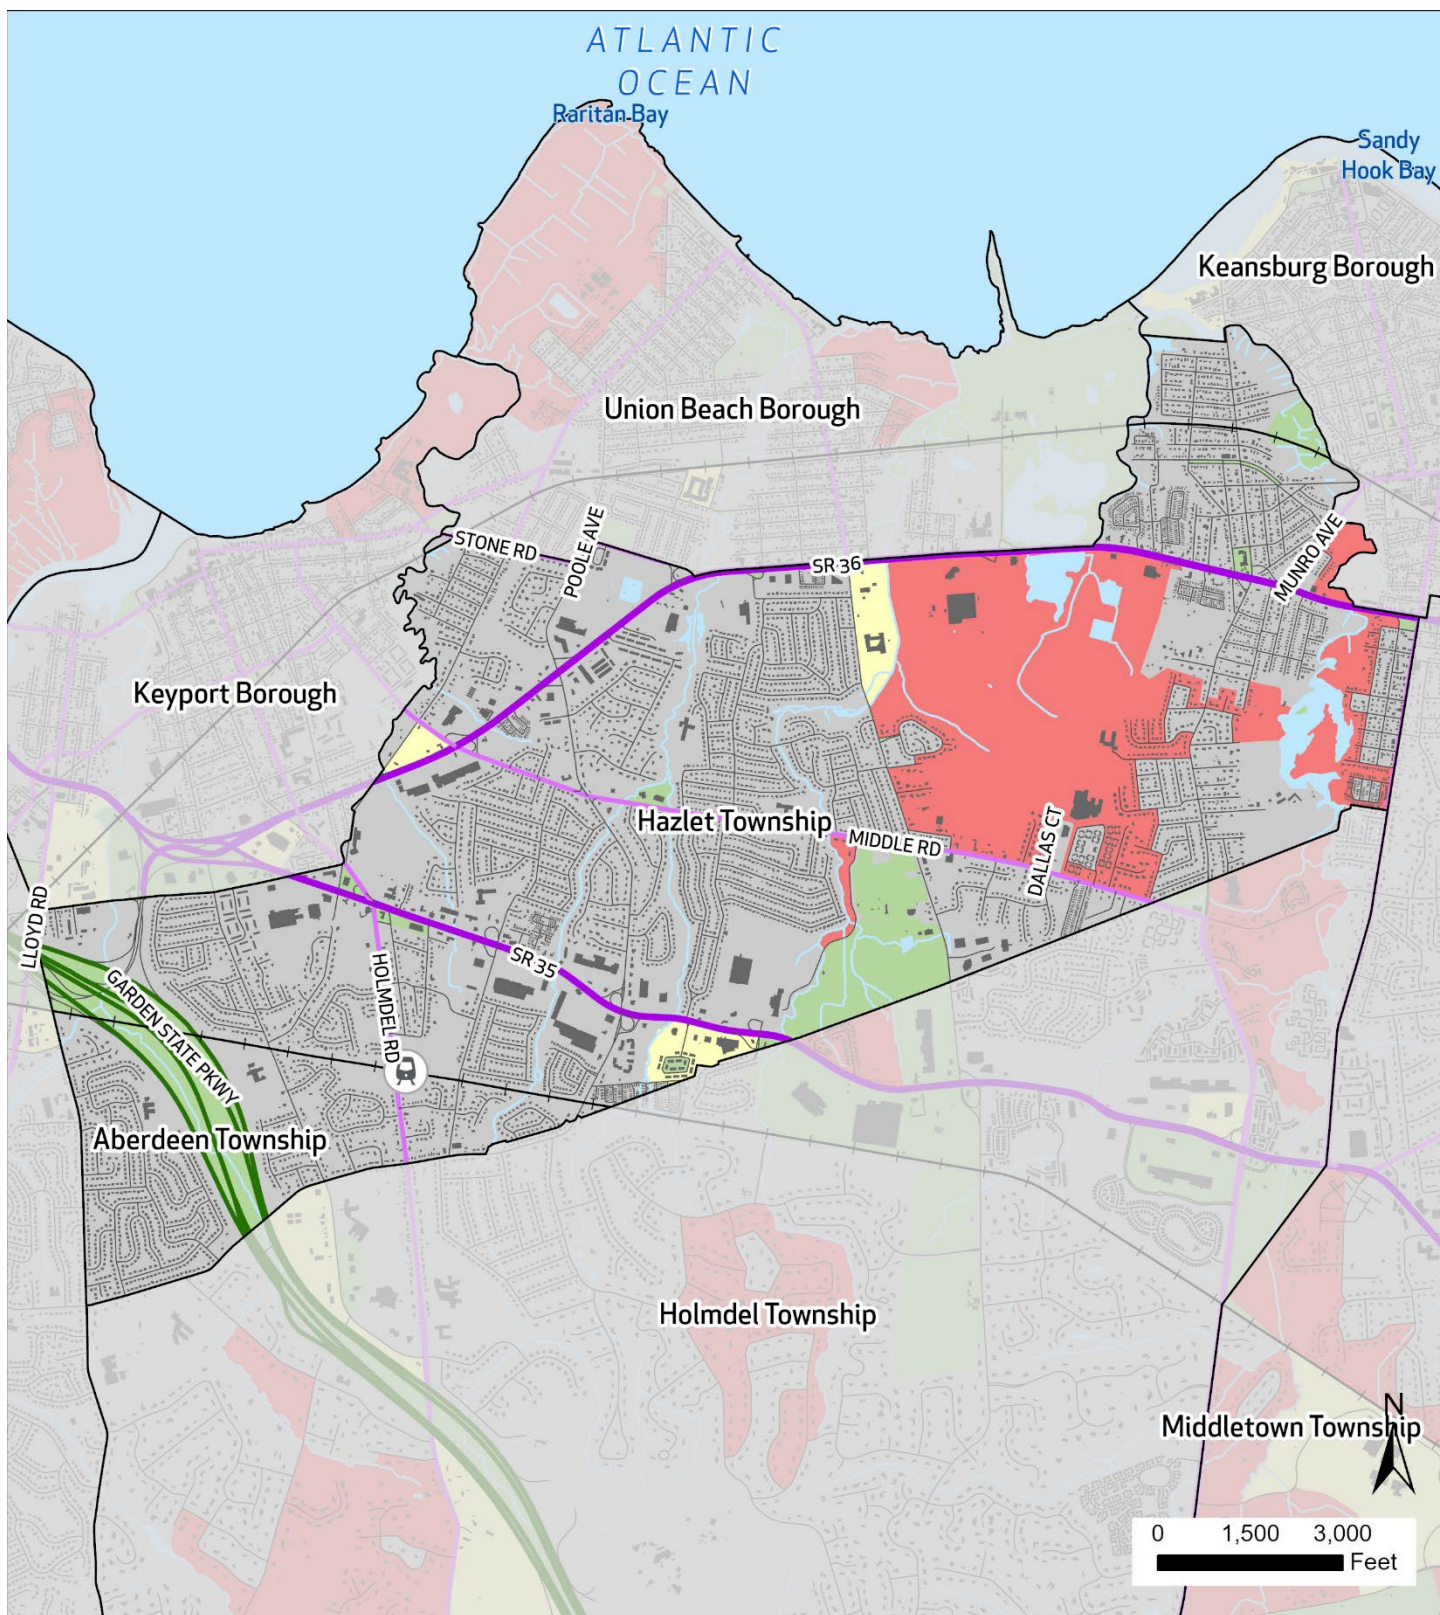 ATLANTIC
OCEAN
Raritan Bay
Sandy
Hook Bay
Keansburg Borough
Union Beach Borough
STONE RD
POOLE AVE
SR 36
MUNRO AVE
Keyport Borough
Hazlet Township
MIDDLE RD
DALLAS CT
LLOYD RD
GARDEN STATE PKWY
HOLMDEL RD
SR 35
Aberdeen Township
Holmdel Township
Middletown Township
N
0 1,500 3,000
Feet